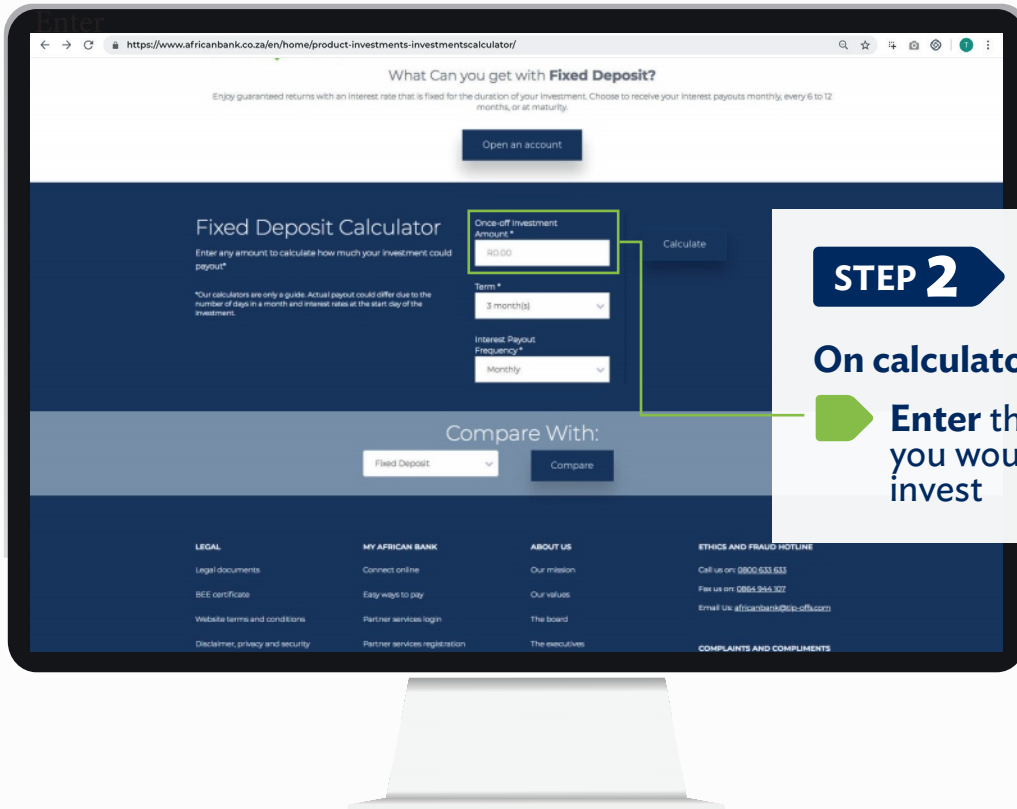 Enter
https://www.africanbank.co.za/en/home/product-investments-investmentscalculator/
T
What Can you get with Fixed Deposit?
Enjoy guaranteed returns with an interest rate that is fixed for the duration of your investment. Choose to receive your interest payouts monthly, every 6 to 12
months, or at maturity.
Open an account
Fixed Deposit Calculator
Enter any amount to calculate how much your investment could
payout*
*Our calculators are only a guide. Actual payout could differ due to the
number of days in a month and interest rates at the start day of the
investment.
Once-off Investment
Amount *
R0.00
Term *
3 month(s)
Interest Payout
Frequency *
Monthly
Calculate
STEP 2
On calculato
Enter th
you wou
invest
Compare With:
Fixed Deposit
Compare
LEGAL
Legal documents
BEE certificate
Website terms and conditions
Disclaimer, privacy and security
MY AFRICAN BANK
Connect online
Easy ways to pay
Partner services login
Partner services registration
ABOUT US
Our mission
Our values
The board
The executives
ETHICS AND FRAUD HOTLINE
Call us on: 0800 633 633
Fax us on: 0864 944 107
Email Us: africanbank@tip-offs.com
COMPLAINTS AND COMPLIMENTS